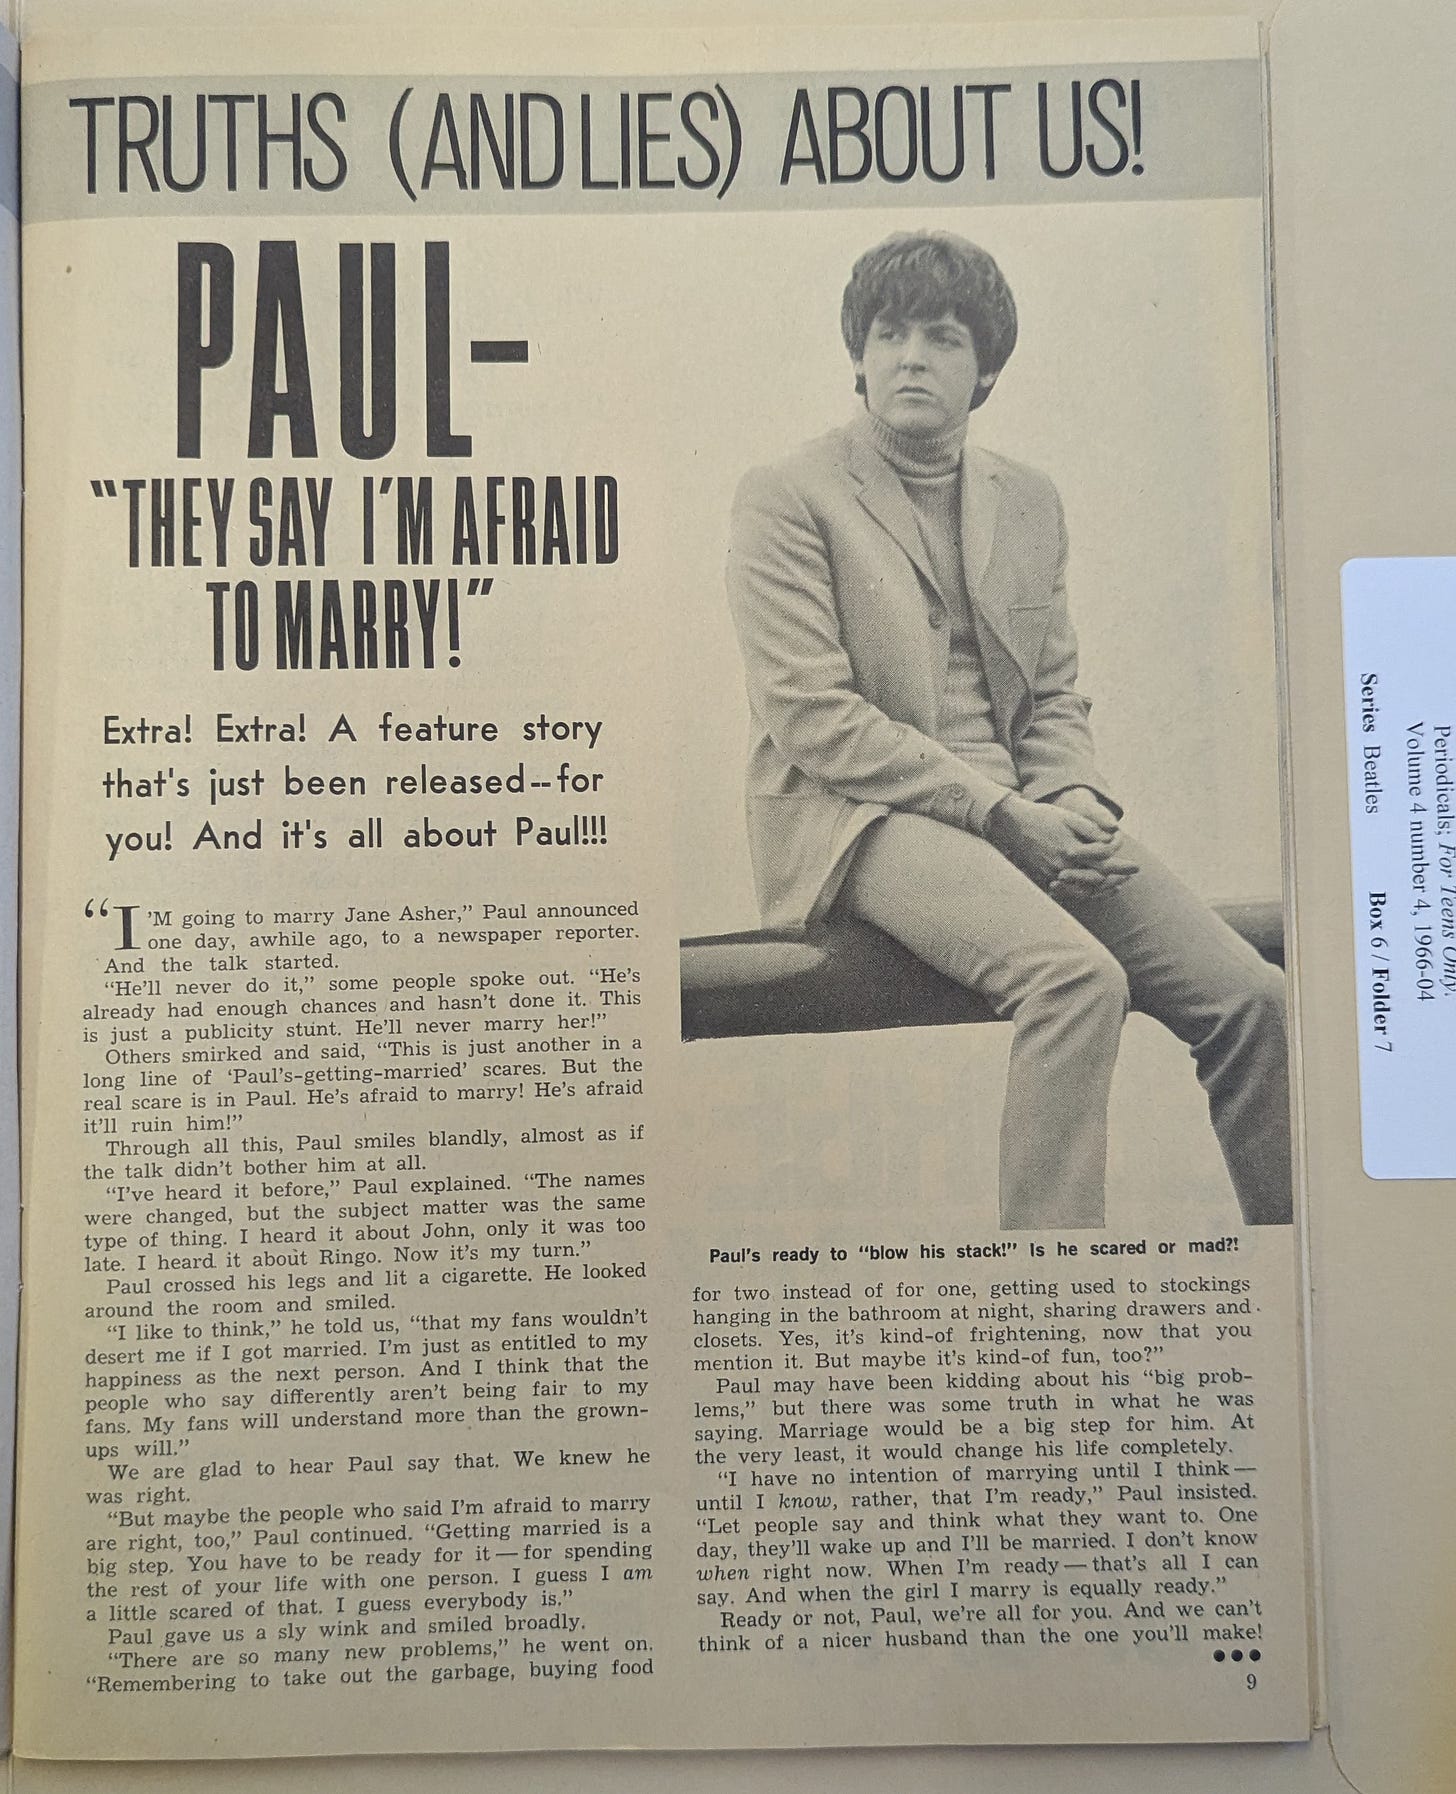 TRUTHS (AND LIES) ABOUT US!
PAUL–
"THEY SAY I'M AFRAID
TO MARRY!"
Extra! Extra! A feature story
that's just been released--for
you! And it's all about Paul!!!
“I’M going to marry Jane Asher,” Paul announced
one day, awhile ago, to a newspaper reporter.
And the talk started.
“He’ll never do it,” some people spoke out. “He’s
already had enough chances and hasn’t done it. This
is just a publicity stunt. He’ll never marry her!”
Others smirked and said, “This is just another in a
long line of ‘Paul’s-getting-married’ scares. But the
real scare is in Paul. He’s afraid to marry! He’s afraid
it’ll ruin him!”
Through all this, Paul smiles blandly, almost as if
the talk didn’t bother him at all.
“I’ve heard it before,” Paul explained. “The names
were changed, but the subject matter was the same
type of thing. I heard it about John, only it was too
late. I heard it about Ringo. Now it’s my turn.”
Paul crossed his legs and lit a cigarette. He looked
around the room and smiled.
“I like to think,” he told us, “that my fans wouldn’t
desert me if I got married. I’m just as entitled to my
happiness as the next person. And I think that the
people who say differently aren’t being fair to my
fans. My fans will understand more than the grown-
ups will.”
We are glad to hear Paul say that. We knew he
was right.
“But maybe the people who said I’m afraid to marry
are right, too,” Paul continued. “Getting married is a
big step. You have to be ready for it — for spending
the rest of your life with one person. I guess I am
a little scared of that. I guess everybody is.”
Paul gave us a sly wink and smiled broadly.
“There are so many new problems,” he went on.
“Remembering to take out the garbage, buying food
Paul’s ready to “blow his stack!” Is he scared or mad?!
for two instead of for one, getting used to stockings
hanging in the bathroom at night, sharing drawers and
closets. Yes, it’s kind-of frightening, now that you
mention it. But maybe it’s kind-of fun, too?”
Paul may have been kidding about his “big prob-
lems,” but there was some truth in what he was
saying. Marriage would be a big step for him. At
the very least, it would change his life completely.
“I have no intention of marrying until I think —
until I know, rather, that I’m ready,” Paul insisted.
“Let people say and think what they want to. One
day, they’ll wake up and I’ll be married. I don’t know
when right now. When I’m ready — that’s all I can
say. And when the girl I marry is equally ready.”
Ready or not, Paul, we’re all for you. And we can’t
think of a nicer husband than the one you’ll make!
●●●
9
Periodicals; For Teens Only.
Volume 4 number 4, 1966-04
Series Beatles Box 6 / Folder 7